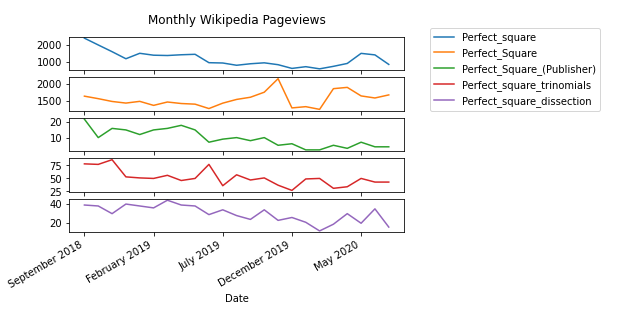 Monthly Wikipedia Pageviews
2000
1000
2000
1500
20
10
75
50
25
40
20
September 2018
February 2019
July 2019
December 2019
May 2020
Date
Perfect_square
Perfect_Square
Perfect_Square_(Publisher)
Perfect_square_trinomials
Perfect_square_dissection